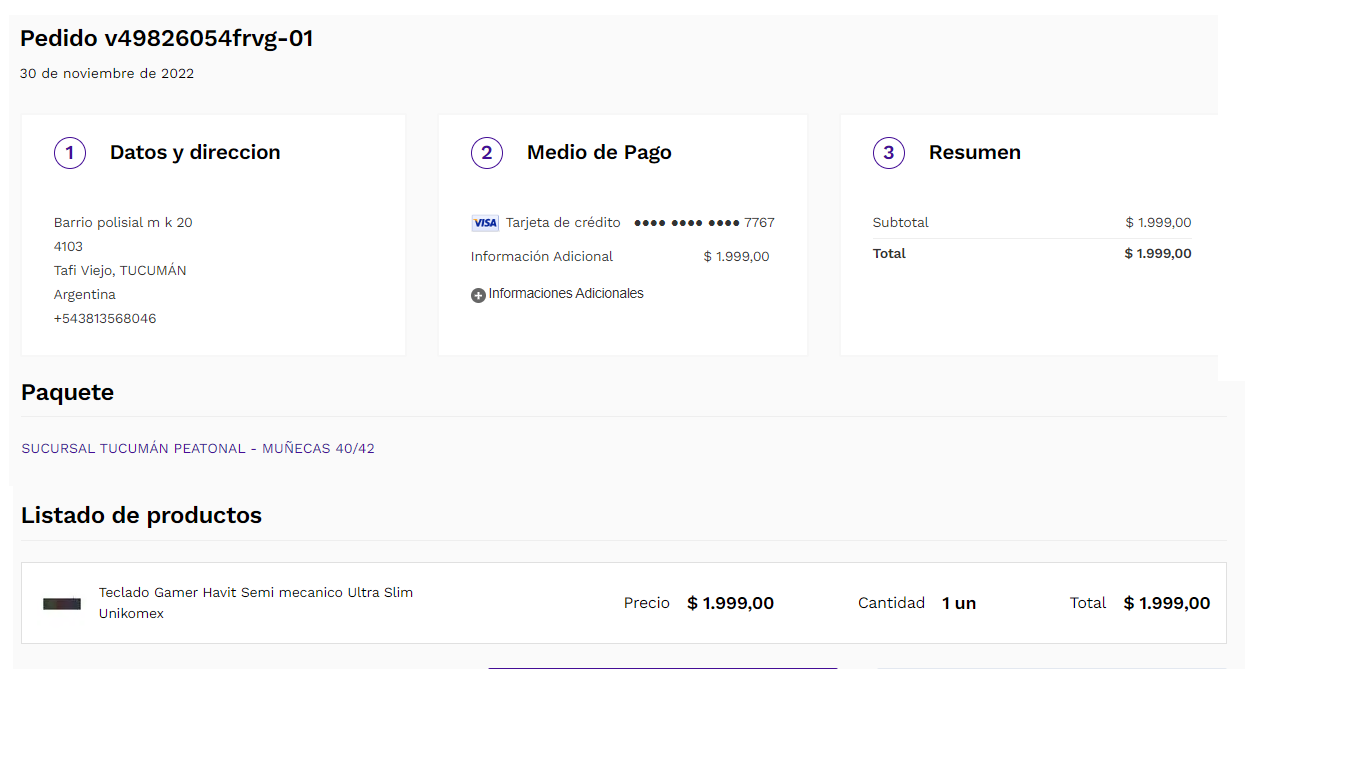 Pedido v49826054frvg-01
30 de noviembre de 2022
1 Datos y direccion
Barrio polisial m k 20
4103
Tafi Viejo, TUCUMÁN
Argentina
+543813568046
2 Medio de Pago
VISA Tarjeta de crédito •••• •••• •••• 7767
Información Adicional $ 1.999,00
Informaciones Adicionales
3 Resumen
Subtotal $ 1.999,00
Total $ 1.999,00
Paquete
SUCURSAL TUCUMÁN PEATONAL - MUÑECAS 40/42
Listado de productos
Teclado Gamer Havit Semi mecanico Ultra Slim
Unikomex
Precio $ 1.999,00 Cantidad 1 un Total $ 1.999,00